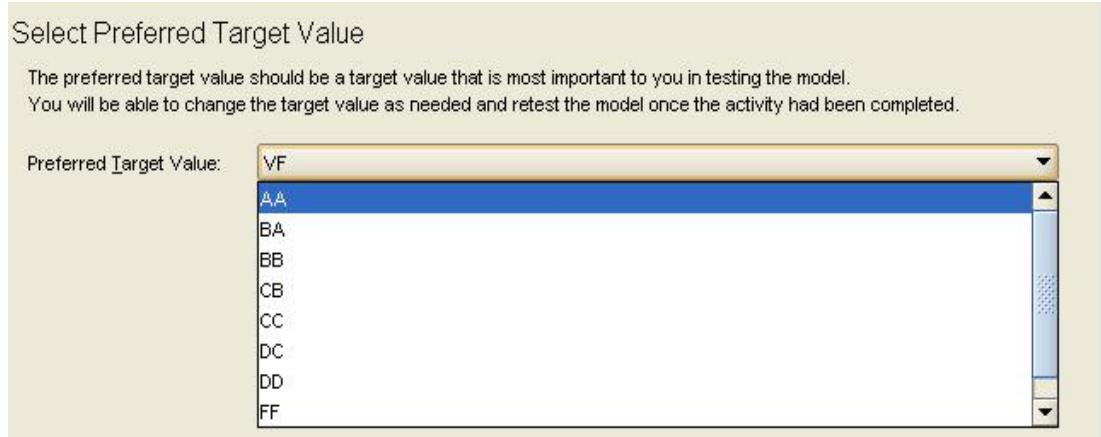 Select Preferred Target Value
The preferred target value should be a target value that is most important to you in testing the model.
You will be able to change the target value as needed and retest the model once the activity had been completed.
Preferred Target Value: VF
AA
BA
BB
CB
CC
DC
DD
FF